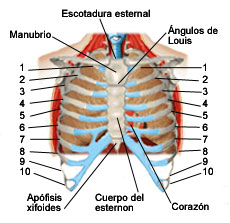 Escotadura esternal
Manubrio
Ángulos de
Louis
1 1
2 2
3 3
4 4
5 5
6 6
7 7
8 8
9 9
10 10
Apófisis
xifoides
Cuerpo del
esternon
Corazón